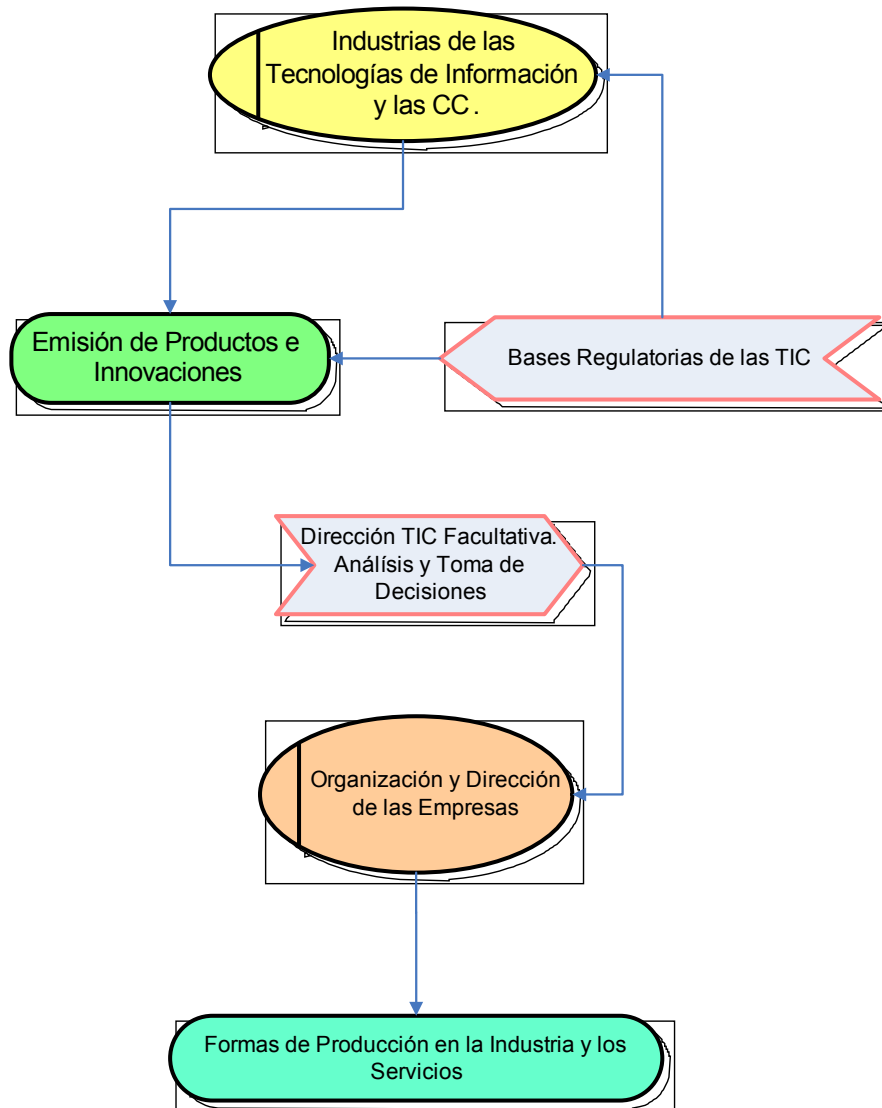 Industrias de las
Tecnologías de Información
y las CC .
Emisión de Productos e
Innovaciones
Bases Regulatorias de las TIC
Dirección TIC Facultativa.
Análísis y Toma de
Decisiones
Organización y Dirección
de las Empresas
Formas de Producción en la Industria y los
Servicios